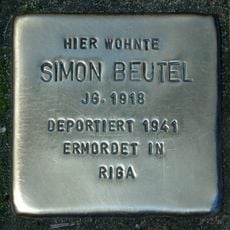 HIER WOHNTE
SIMON BEUTEL
JG. 1918
DEPORTIERT 1941
ERMORDET IN
RIGA